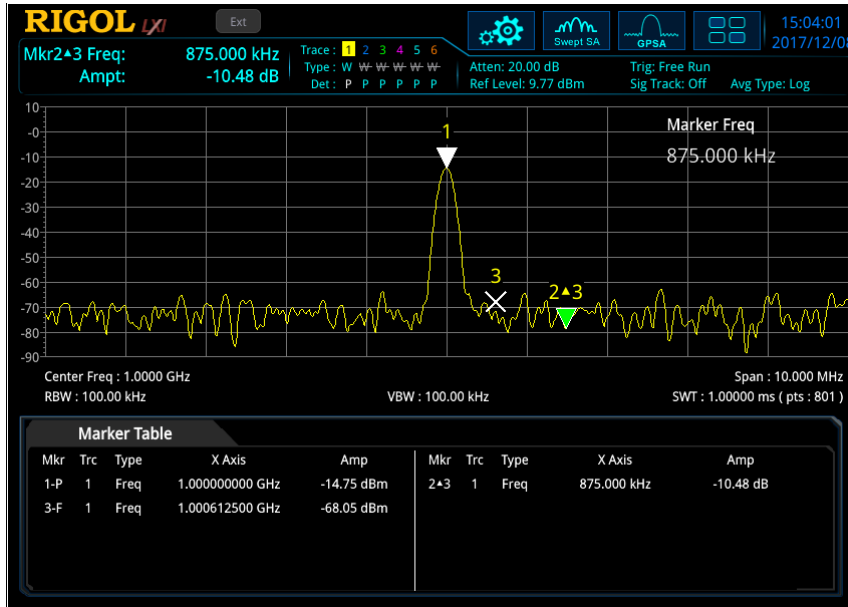 RIGOL LXI Ext
15:04:01
2017/12/08
Swept SA GPSA
Mkr2▲3 Freq: 875.000 kHz
Ampt: -10.48 dB
Trace : 1 2 3 4 5 6
Type : W W W W W W
Det : P P P P P P
Atten: 20.00 dB
Ref Level: 9.77 dBm
Trig: Free Run
Sig Track: Off Avg Type: Log
10
-0
-10
-20
-30
-40
-50
-60
-70
-80
-90
Marker Freq
875.000 kHz
1
3
2▲3
Center Freq : 1.0000 GHz Span : 10.000 MHz
RBW : 100.00 kHz VBW : 100.00 kHz SWT : 1.00000 ms ( pts : 801 )
Marker Table
Mkr Trc Type X Axis Amp Mkr Trc Type X Axis Amp
1-P 1 Freq 1.000000000 GHz -14.75 dBm 2▲3 1 Freq 875.000 kHz -10.48 dB
3-F 1 Freq 1.000612500 GHz -68.05 dBm